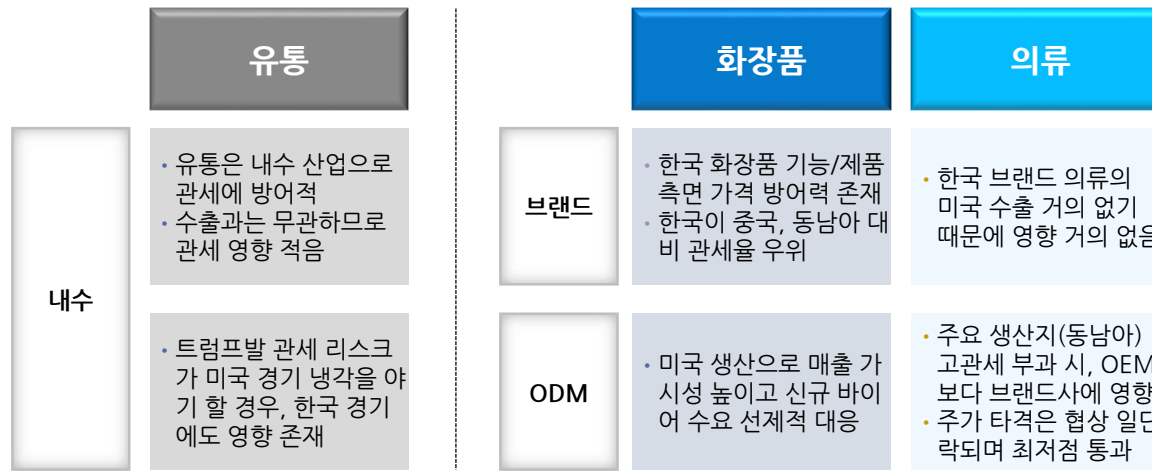 유통
화장품
의류
내수
• 유통은 내수 산업으로
관세에 방어적
• 수출과는 무관하므로
관세 영향 적음
• 트럼프발 관세 리스크
가 미국 경기 냉각을 야
기 할 경우, 한국 경기
에도 영향 존재
브랜드
• 한국 화장품 기능/제품
측면 가격 방어력 존재
• 한국이 중국, 동남아 대
비 관세율 우위
• 한국 브랜드 의류의
미국 수출 거의 없기
때문에 영향 거의 없음
ODM
• 미국 생산으로 매출 가
시성 높이고 신규 바이
어 수요 선제적 대응
• 주요 생산지(동남아)
고관세 부과 시, OEM
보다 브랜드사에 영향
• 주가 타격은 협상 일단
락되며 최저점 통과